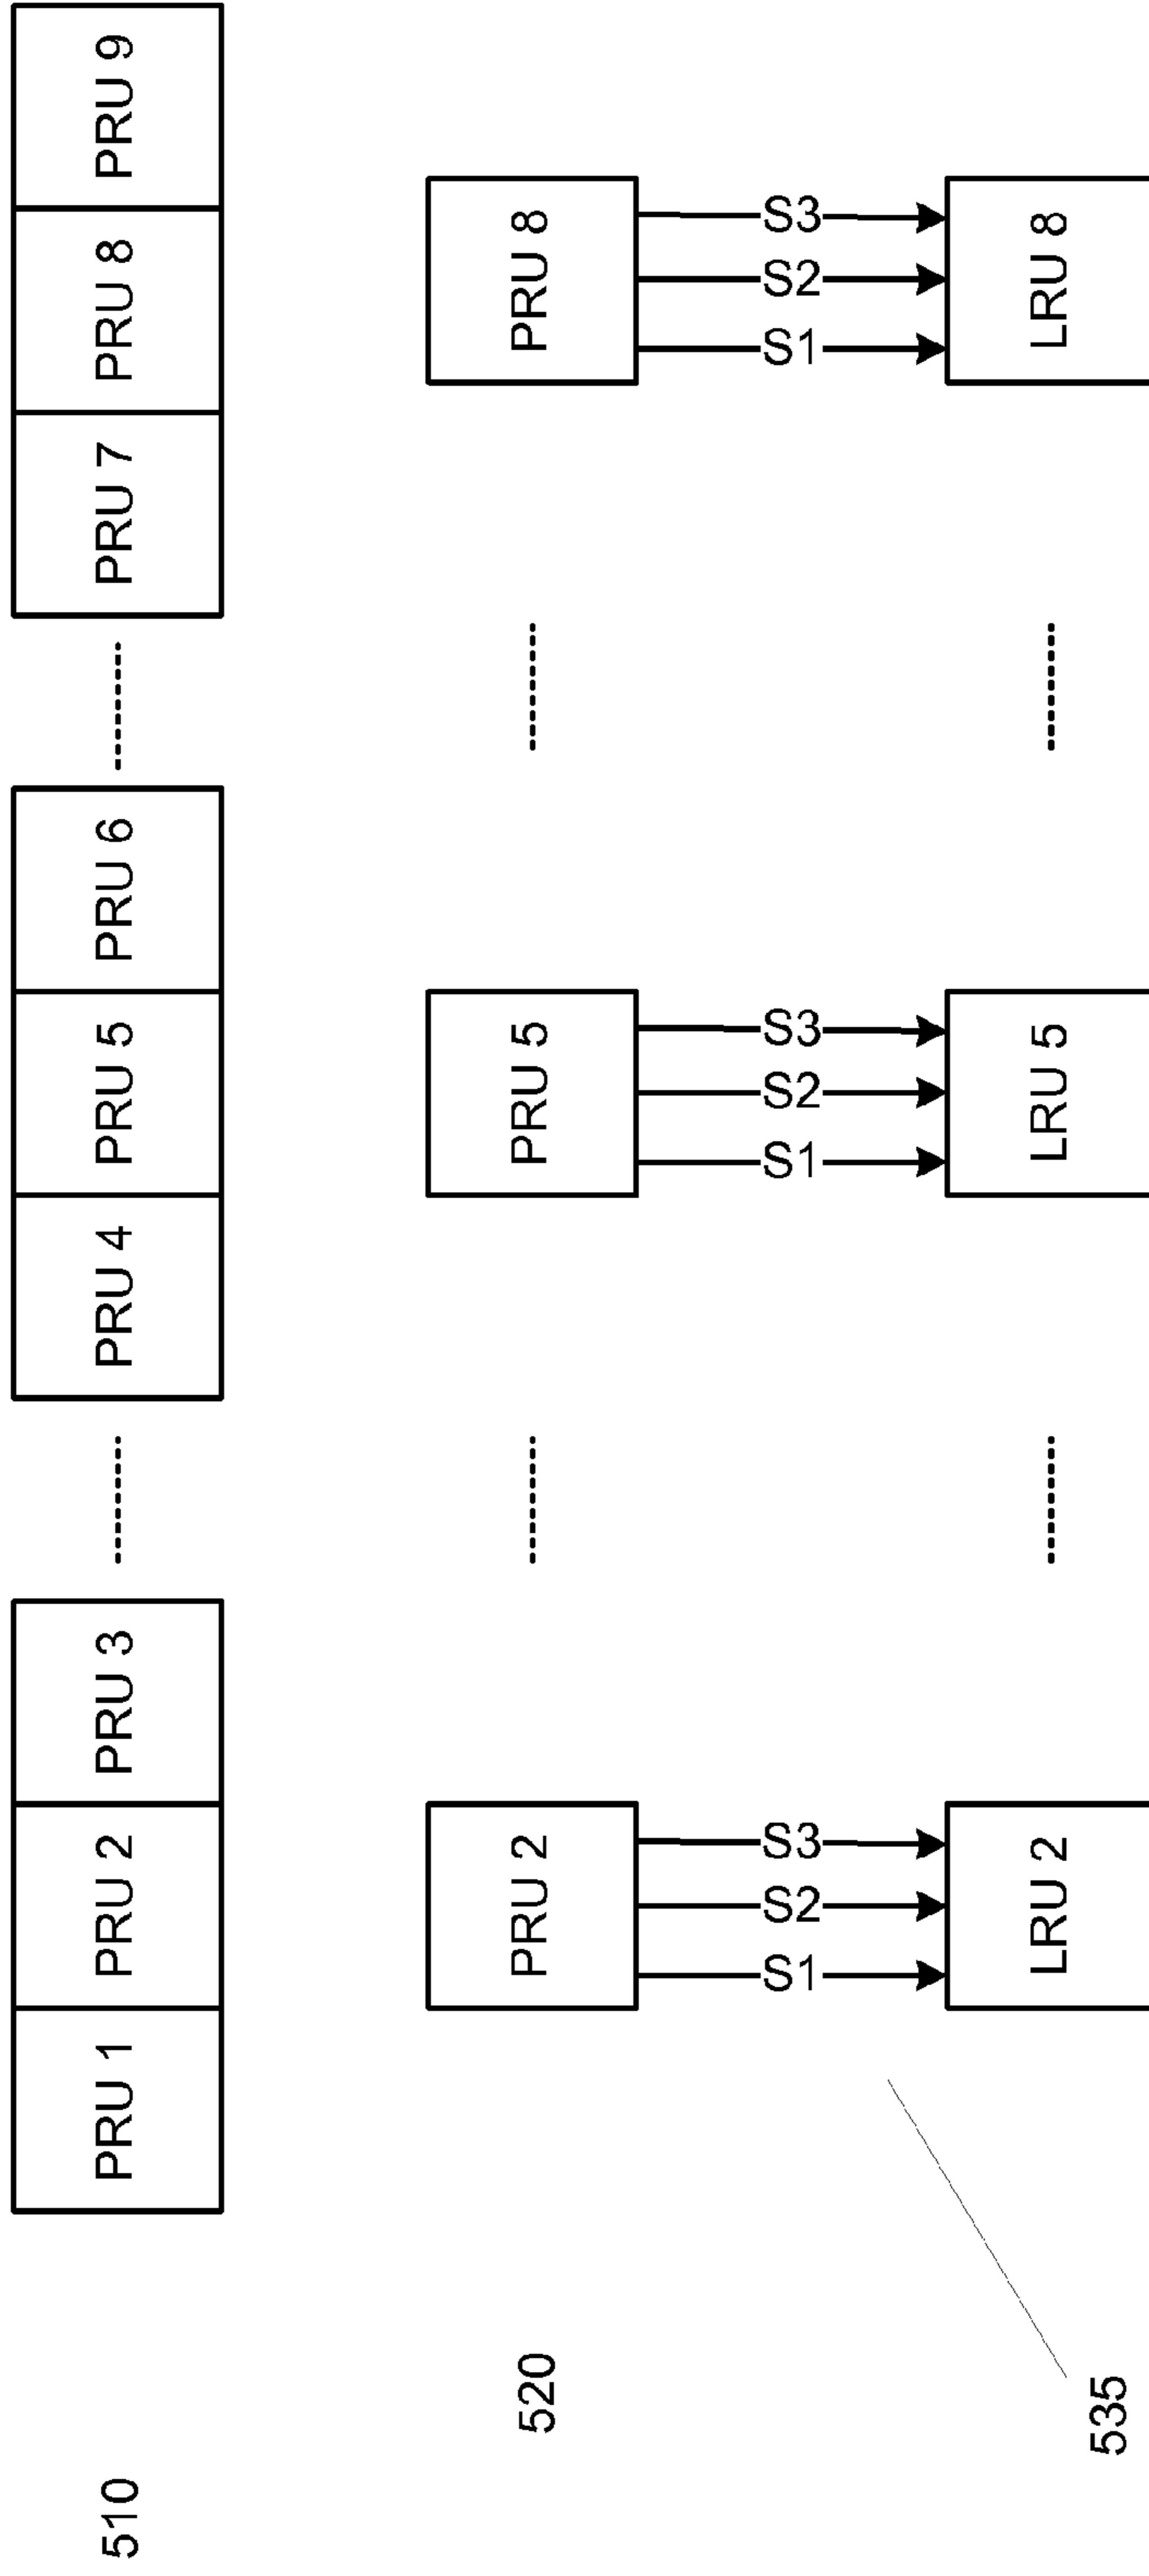 510
PRU 1 PRU 2 PRU 3 PRU 4 PRU 5 PRU 6 PRU 7 PRU 8 PRU 9
520
PRU 2 PRU 5 PRU 8
S1 S2 S3 S1 S2 S3 S1 S2 S3
535
LRU 2 LRU 5 LRU 8